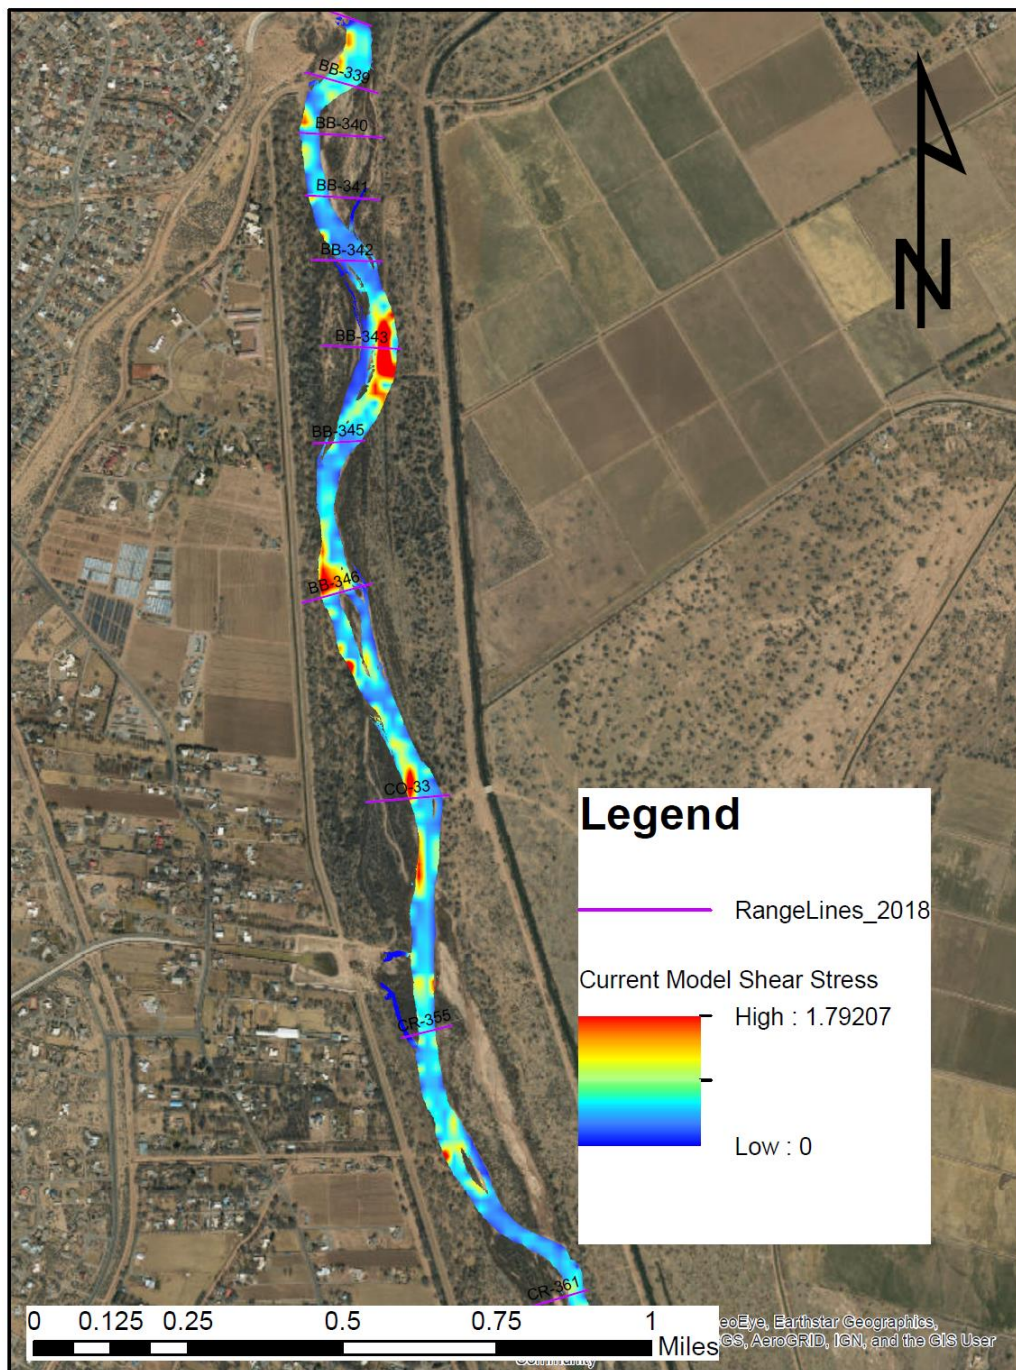 BB-339
BB-340
BB-341
BB-342
BB-343
BB-345
BB-346
CO-33
CR-355
CR-361
N
Legend
RangeLines_2018
Current Model Shear Stress
High : 1.79207
Low : 0
0 0.125 0.25 0.5 0.75 1
Miles
eoEye, Earthstar Geographics,
GS, AeroGRID, IGN, and the GIS User